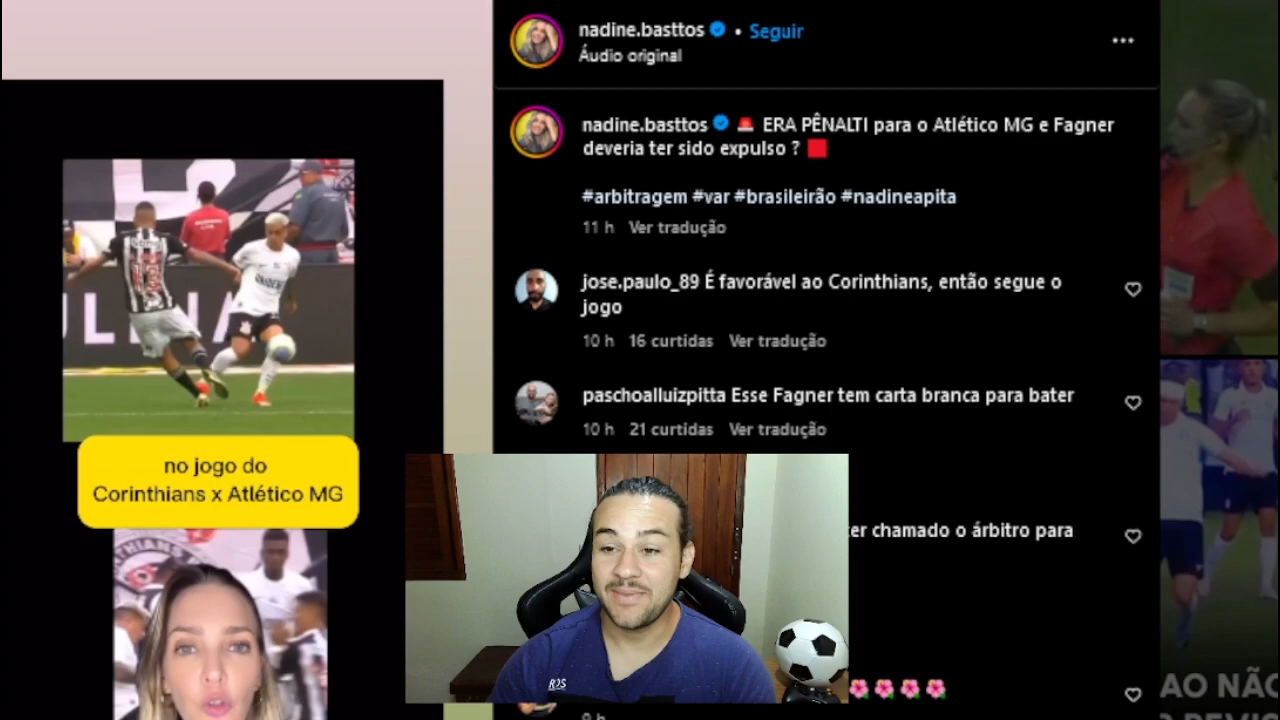 nadine.basttos • Seguir
Áudio original
nadine.basttos 🚨 ERA PÊNALTI para o Atlético MG e Fagner
deveria ter sido expulso ? 🟥
#arbitragem #var #brasileirão #nadineapita
11 h Ver tradução
jose.paulo_89 É favorável ao Corinthians, então segue o
jogo
10 h 16 curtidas Ver tradução
paschoalluizpitta Esse Fagner tem carta branca para bater
10 h 21 curtidas Ver tradução
chamado o árbitro para
🌸🌸🌸🌸
9 h
no jogo do
Corinthians x Atlético MG
AO NÃO